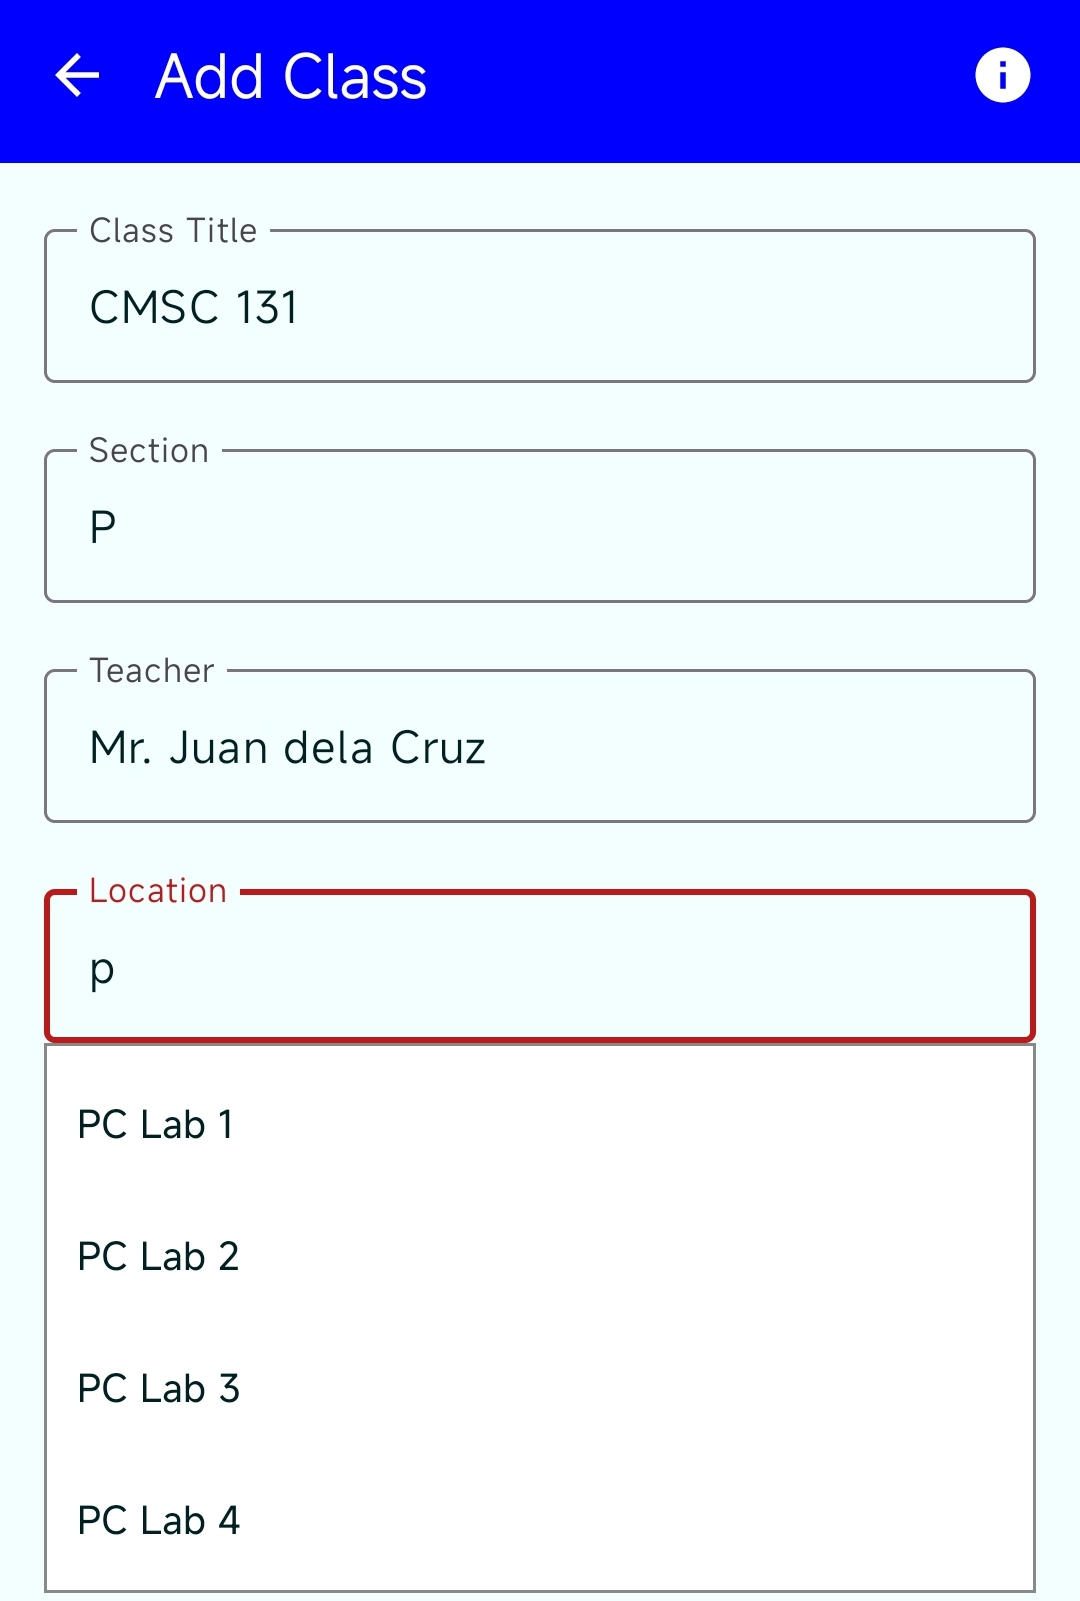 Add Class
Class Title
CMSC 131
Section
P
Teacher
Mr. Juan dela Cruz
Location
p
PC Lab 1
PC Lab 2
PC Lab 3
PC Lab 4